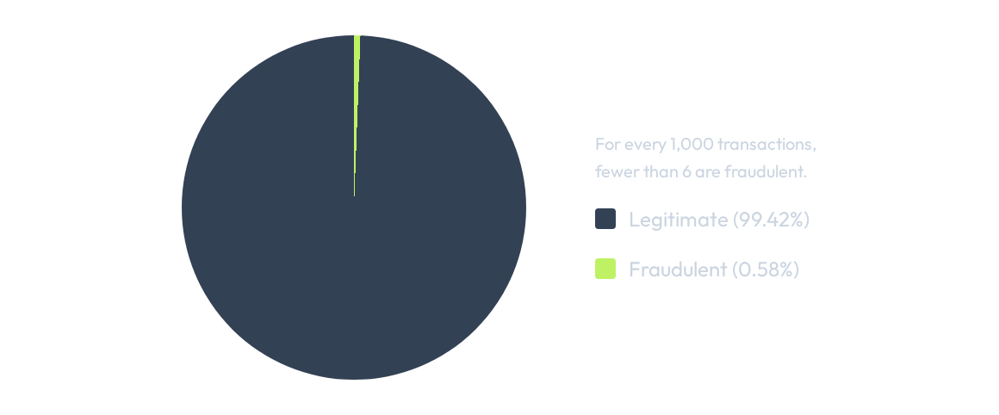 For every 1,000 transactions,
fewer than 6 are fraudulent.
Legitimate (99.42%)
Fraudulent (0.58%)